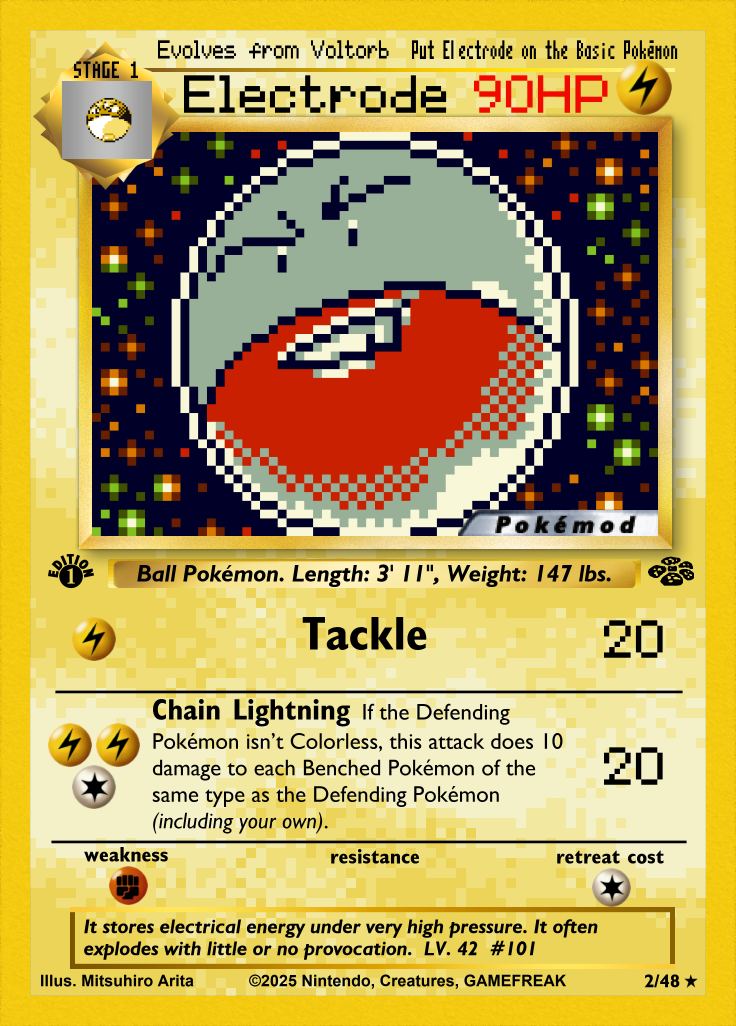 Evolves from Voltorb Put Electrode on the Basic Pokémon
STAGE 1
Electrode 90HP
Pokémod
EDITION
1
Ball Pokémon. Length: 3' 11", Weight: 147 lbs.
Tackle 20
Chain Lightning If the Defending
Pokémon isn't Colorless, this attack does 10
damage to each Benched Pokémon of the
same type as the Defending Pokémon
(including your own).
20
weakness resistance retreat cost
It stores electrical energy under very high pressure. It often
explodes with little or no provocation. LV. 42 #101
Illus. Mitsuhiro Arita ©2025 Nintendo, Creatures, GAMEFREAK 2/48 ★